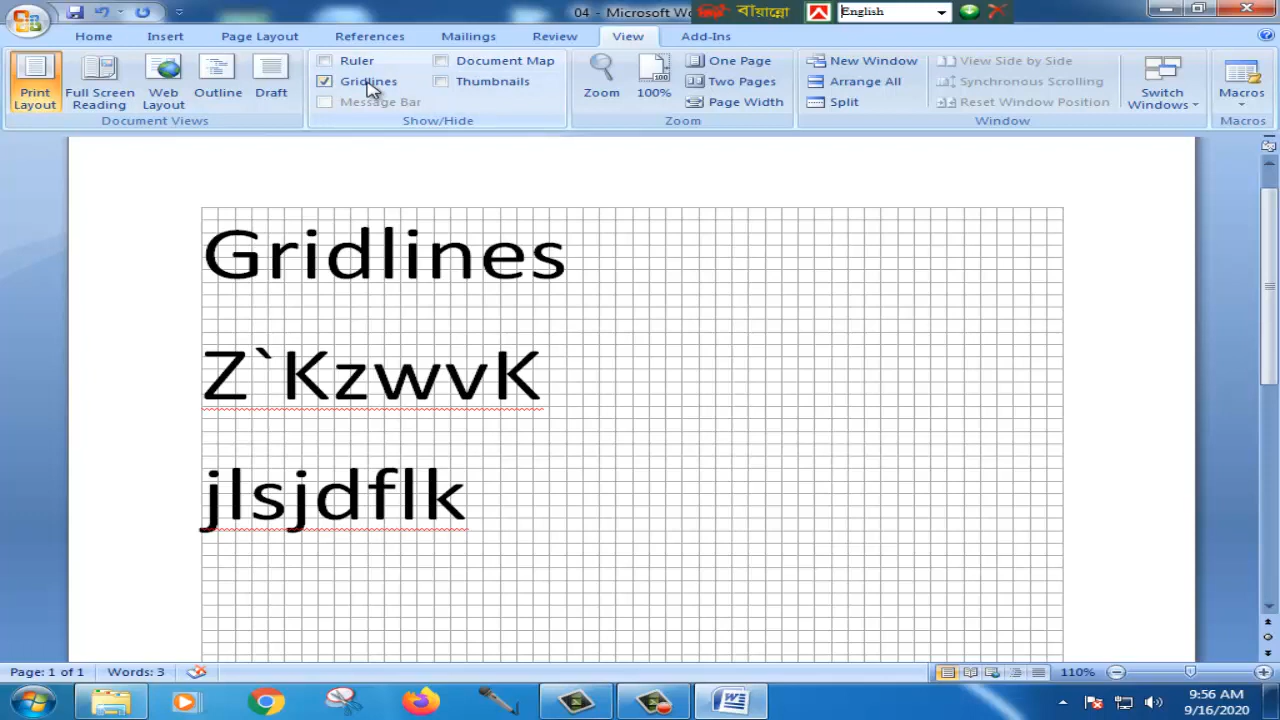 04 - Microsoft Wo
বায়ান্নো
English
Home Insert Page Layout References Mailings Review View Add-Ins
Print Layout
Full Screen Reading
Web Layout
Outline
Draft
Document Views
Ruler
Gridlines
Message Bar
Document Map
Thumbnails
Show/Hide
Zoom
100%
One Page
Two Pages
Page Width
Zoom
New Window
Arrange All
Split
View Side by Side
Synchronous Scrolling
Reset Window Position
Switch Windows
Window
Macros
Macros
Gridlines
Z`KzwvK
jlsjdflk
Page: 1 of 1 Words: 3
110%
9:56 AM
9/16/2020